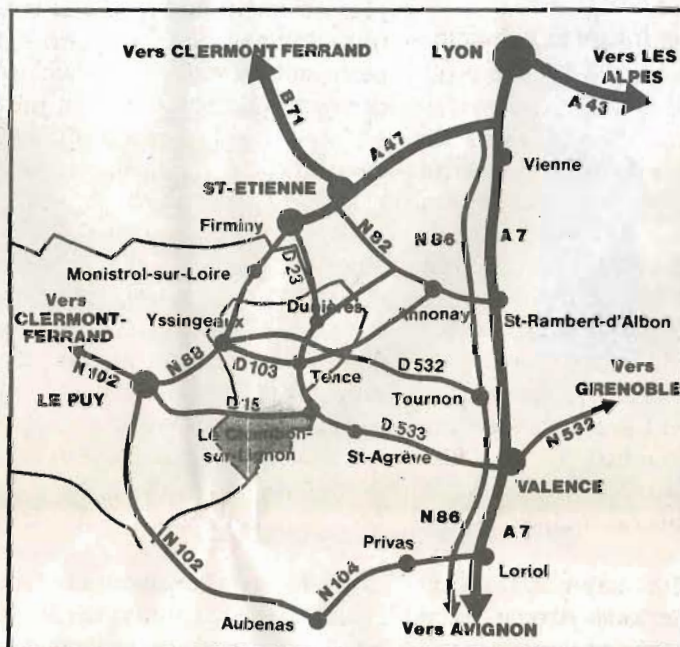 Vers CLERMONT FERRAND
LYON
Vers LES
ALPES
B 71
A 43
A 47
Vienne
ST-ETIENNE
Firminy
N 82
N 86
A 7
D 23
Monistrol-sur-Loire
Vers
CLERMONT-
FERRAND
Dunières
Yssingeaux
Annonay
St-Rambert-d'Albon
N 88
D 103
D 532
Vers
GRENOBLE
N 102
Tence
LE PUY
Tournon
D 15
N 532
Le Chambon-
sur-Lignon
D 533
St-Agrève
VALENCE
N 86
A 7
N 102
Privas
N 104
Loriol
Aubenas
Vers AVIGNON